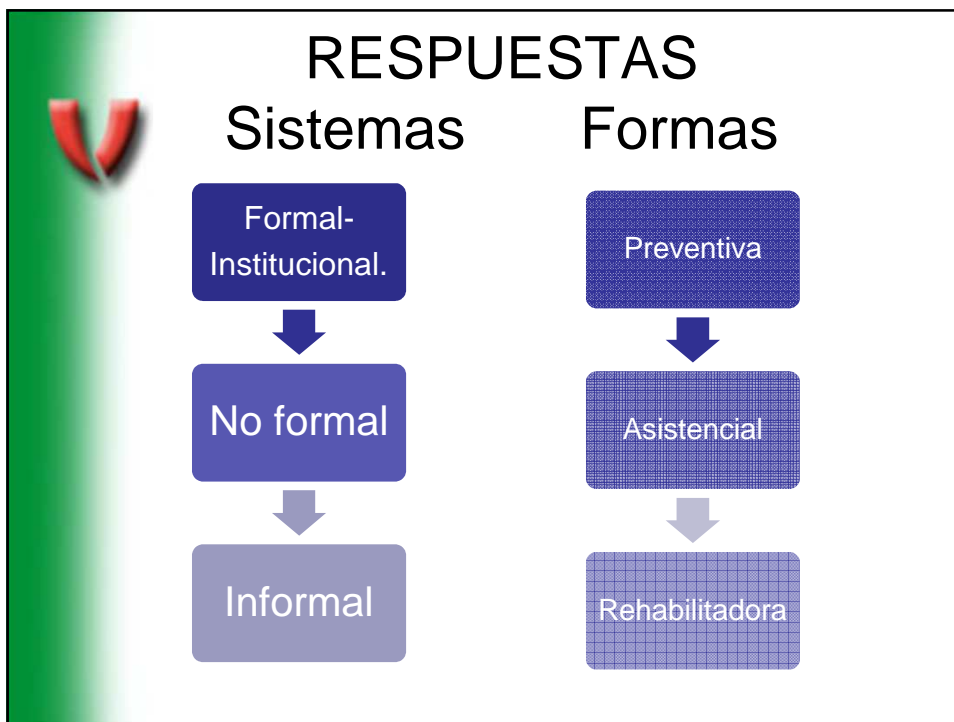 RESPUESTAS
Sistemas Formas
Formal-
Institucional.
No formal
Informal
Preventiva
Asistencial
Rehabilitadora